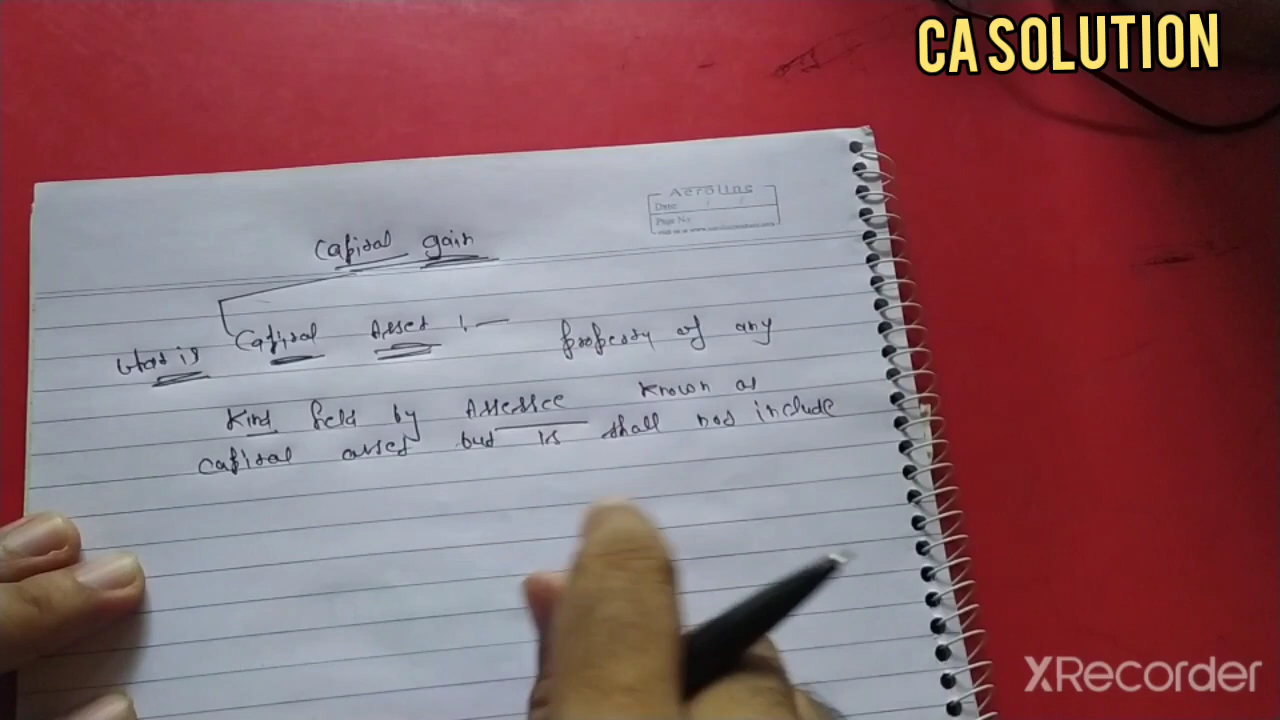 CA SOLUTION
Aerolins
Date: / /
Page No
Capital gain
What is Capital Asset :- Property of any
Kind held by Assessee Known as
Capital asset but it shall not include
XRecorder